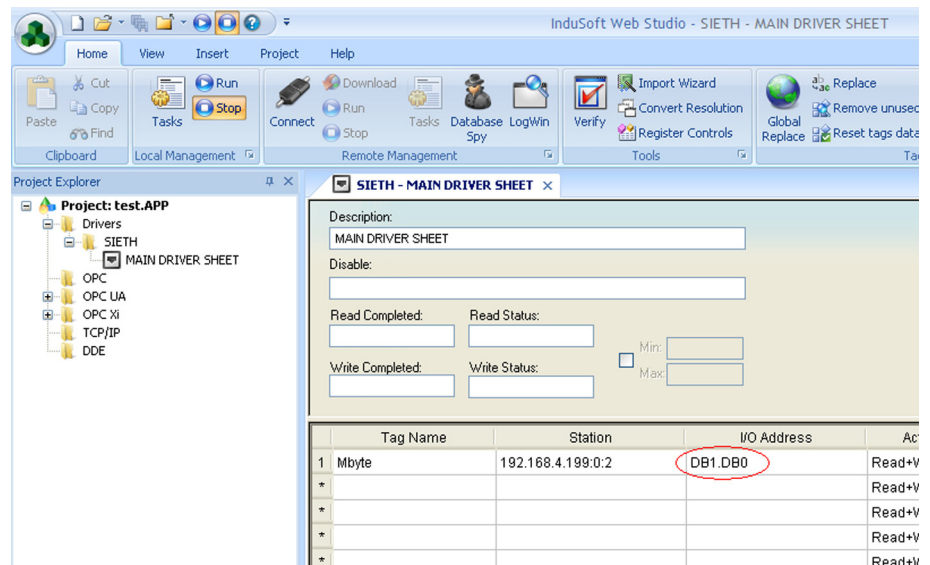 InduSoft Web Studio - SIETH - MAIN DRIVER SHEET
Home View Insert Project Help
Paste Cut Copy Find
Clipboard
Tasks Run Stop
Local Management
Connect Download Run Stop Tasks Database Spy LogWin
Remote Management
Verify Import Wizard Convert Resolution Register Controls
Tools
Global Replace Replace Remove unused Reset tags data
Ta
Project Explorer
Project: test.APP
Drivers
SIETH
MAIN DRIVER SHEET
OPC
OPC UA
OPC Xi
TCP/IP
DDE
SIETH - MAIN DRIVER SHEET
Description:
MAIN DRIVER SHEET
Disable:
Read Completed: Read Status:
Write Completed: Write Status:
Min:
Max:
Tag Name Station I/O Address Ac
1 Mbyte 192.168.4.199:0:2 DB1.DB0 Read+W
* Read+W
* Read+W
* Read+W
* Read+W